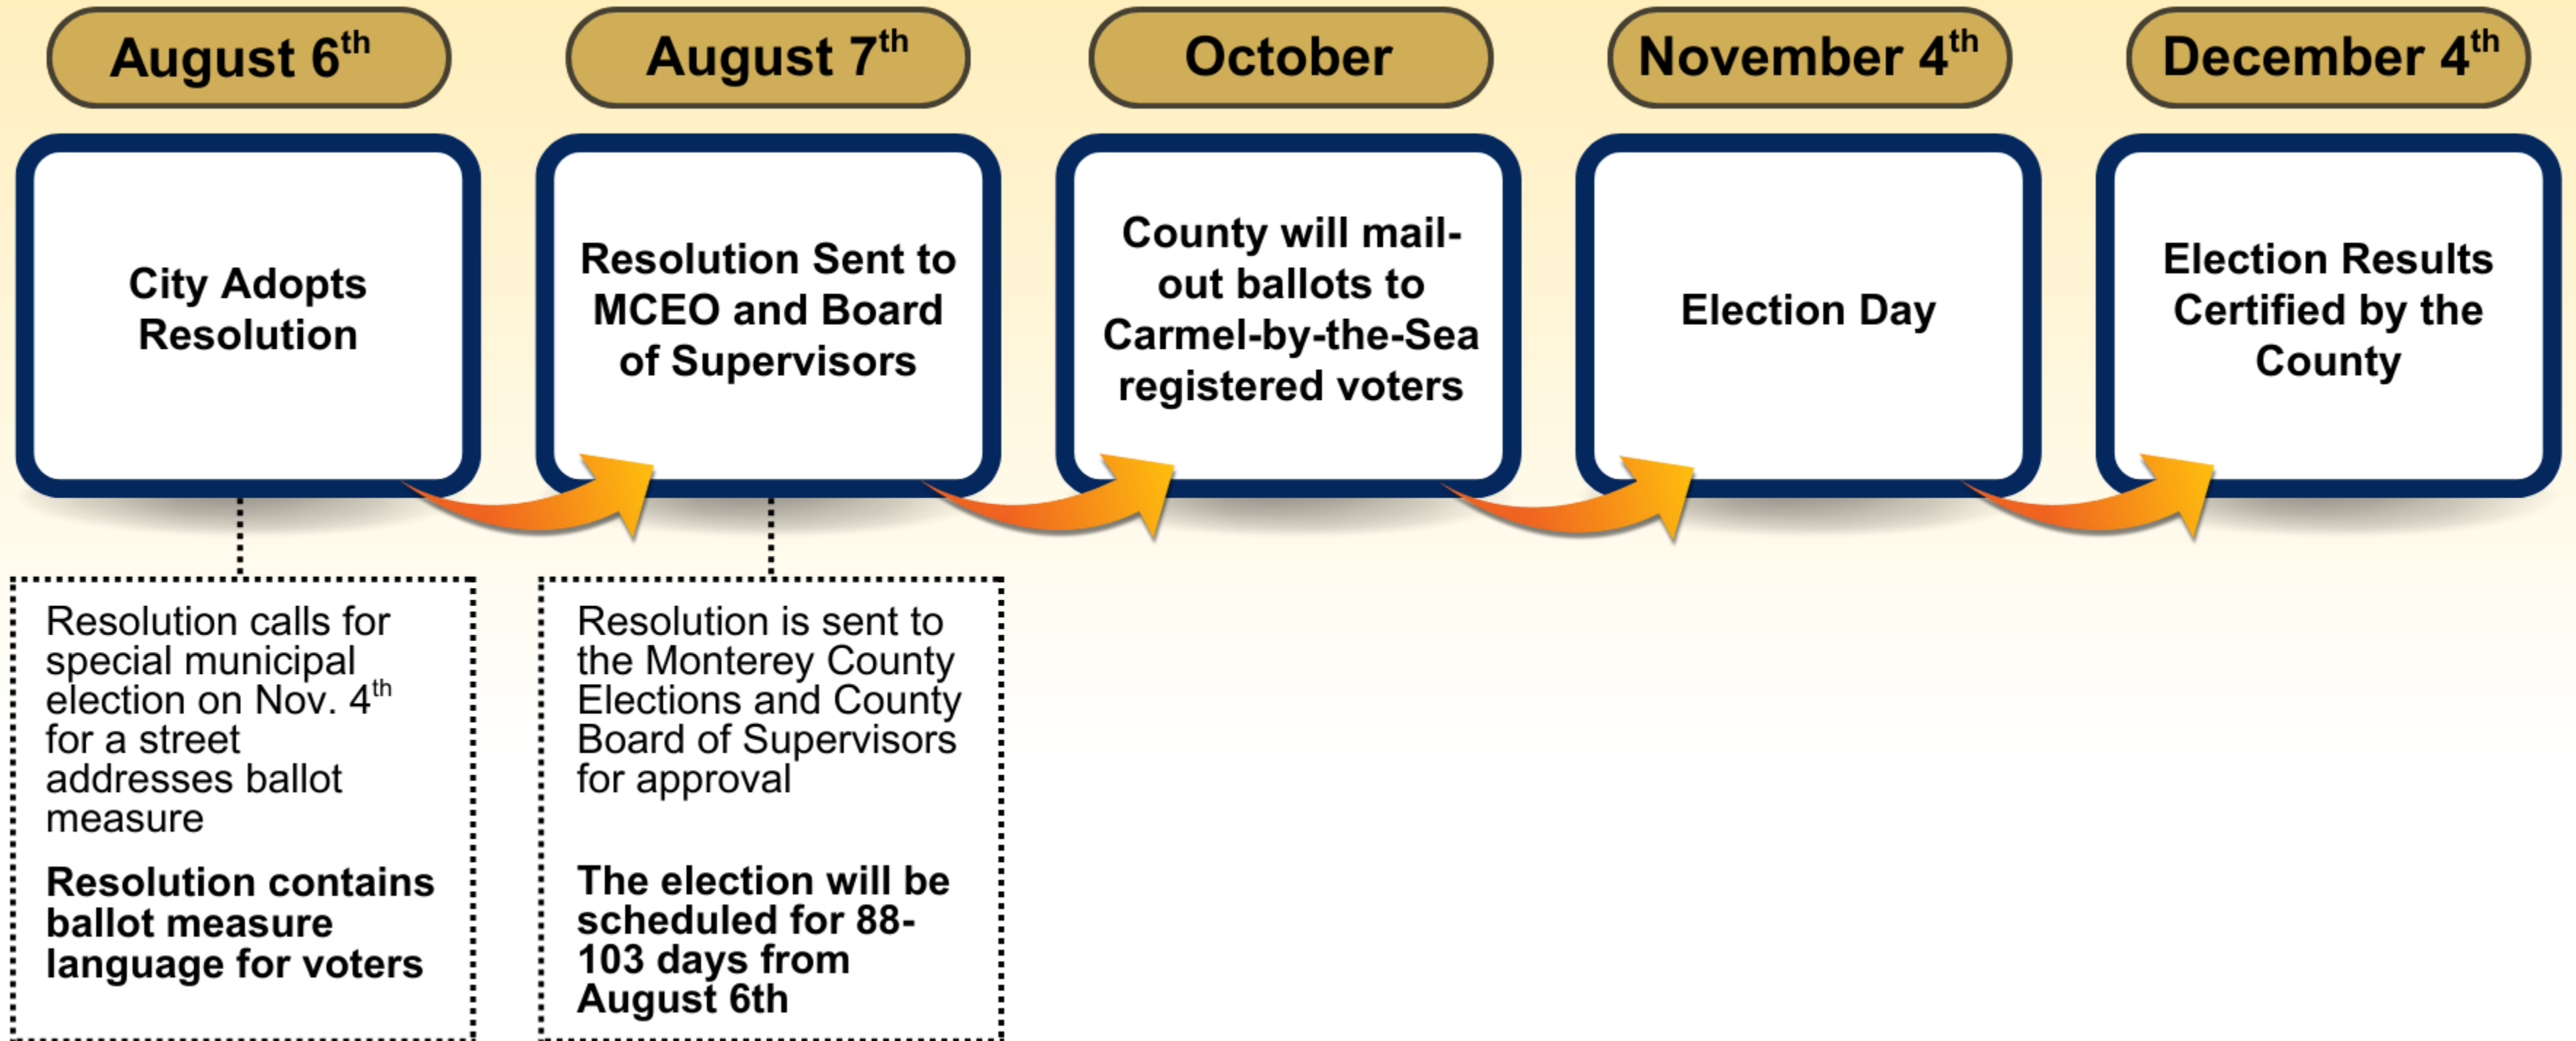 August 6th
August 7th
October
November 4th
December 4th
City Adopts
Resolution
Resolution Sent to
MCEO and Board
of Supervisors
County will mail-
out ballots to
Carmel-by-the-Sea
registered voters
Election Day
Election Results
Certified by the
County
Resolution calls for
special municipal
election on Nov. 4th
for a street
addresses ballot
measure
Resolution contains
ballot measure
language for voters
Resolution is sent to
the Monterey County
Elections and County
Board of Supervisors
for approval
The election will be
scheduled for 88-
103 days from
August 6th